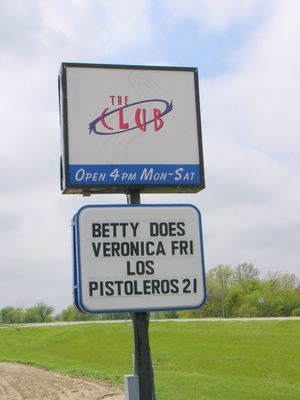 THE
CLUB
OPEN 4PM MON-SAT
BETTY DOES
VERONICA FRI
LOS
PISTOLEROS 21